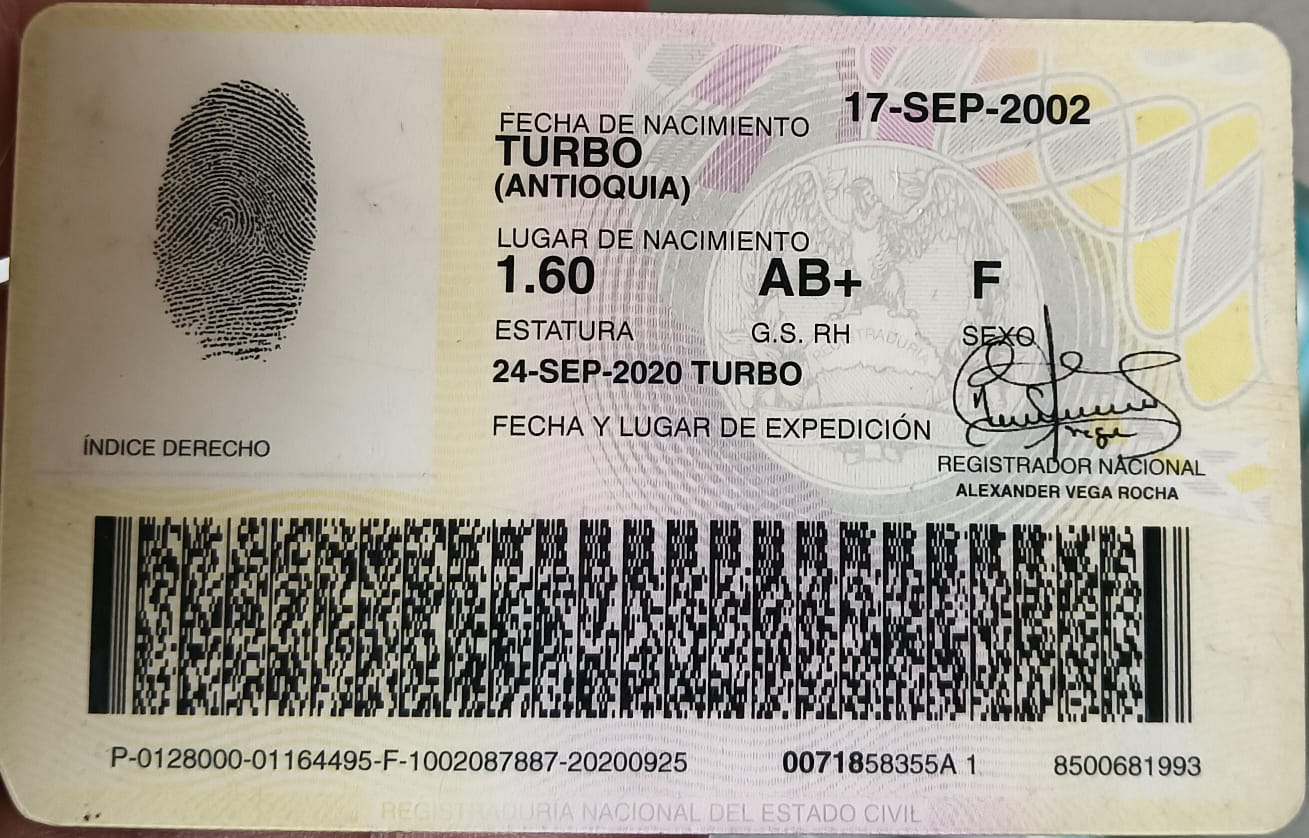 FECHA DE NACIMIENTO 17-SEP-2002
TURBO
(ANTIOQUIA)
LUGAR DE NACIMIENTO
1.60 AB+ F
ESTATURA G.S. RH SEXO
24-SEP-2020 TURBO
FECHA Y LUGAR DE EXPEDICIÓN
ÍNDICE DERECHO
REGISTRADOR NACIONAL
ALEXANDER VEGA ROCHA
P-0128000-01164495-F-1002087887-20200925 0071858355A 1 8500681993
REGISTRADURÍA NACIONAL DEL ESTADO CIVIL